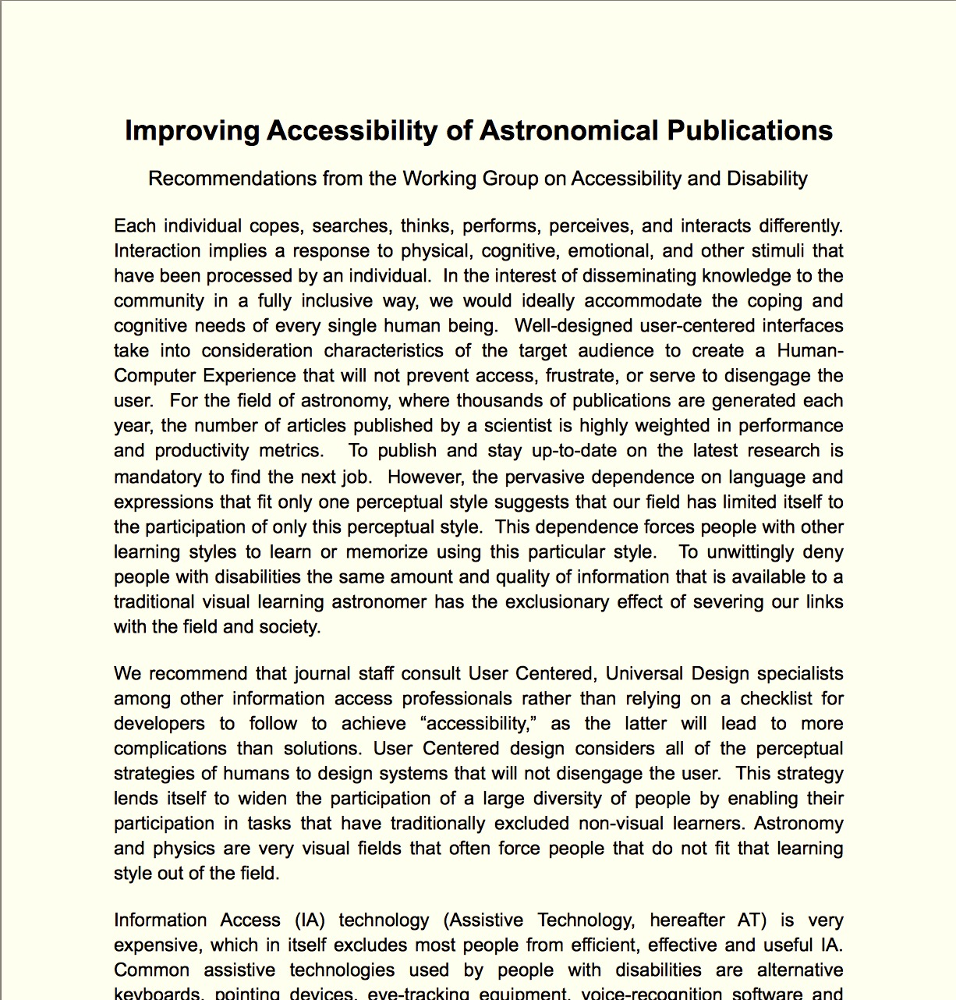 Improving Accessibility of Astronomical Publications
Recommendations from the Working Group on Accessibility and Disability
Each individual copes, searches, thinks, performs, perceives, and interacts differently.
Interaction implies a response to physical, cognitive, emotional, and other stimuli that
have been processed by an individual.  In the interest of disseminating knowledge to the
community in a fully inclusive way, we would ideally accommodate the coping and
cognitive needs of every single human being.  Well-designed user-centered interfaces
take into consideration characteristics of the target audience to create a Human-
Computer Experience that will not prevent access, frustrate, or serve to disengage the
user.  For the field of astronomy, where thousands of publications are generated each
year, the number of articles published by a scientist is highly weighted in performance
and productivity metrics.  To publish and stay up-to-date on the latest research is
mandatory to find the next job.  However, the pervasive dependence on language and
expressions that fit only one perceptual style suggests that our field has limited itself to
the participation of only this perceptual style.  This dependence forces people with other
learning styles to learn or memorize using this particular style.  To unwittingly deny
people with disabilities the same amount and quality of information that is available to a
traditional visual learning astronomer has the exclusionary effect of severing our links
with the field and society.
We recommend that journal staff consult User Centered, Universal Design specialists
among other information access professionals rather than relying on a checklist for
developers to follow to achieve “accessibility,” as the latter will lead to more
complications than solutions. User Centered design considers all of the perceptual
strategies of humans to design systems that will not disengage the user.  This strategy
lends itself to widen the participation of a large diversity of people by enabling their
participation in tasks that have traditionally excluded non-visual learners. Astronomy
and physics are very visual fields that often force people that do not fit that learning
style out of the field.
Information Access (IA) technology (Assistive Technology, hereafter AT) is very
expensive, which in itself excludes most people from efficient, effective and useful IA.
Common assistive technologies used by people with disabilities are alternative
keyboards, pointing devices, eye-tracking equipment, voice-recognition software and